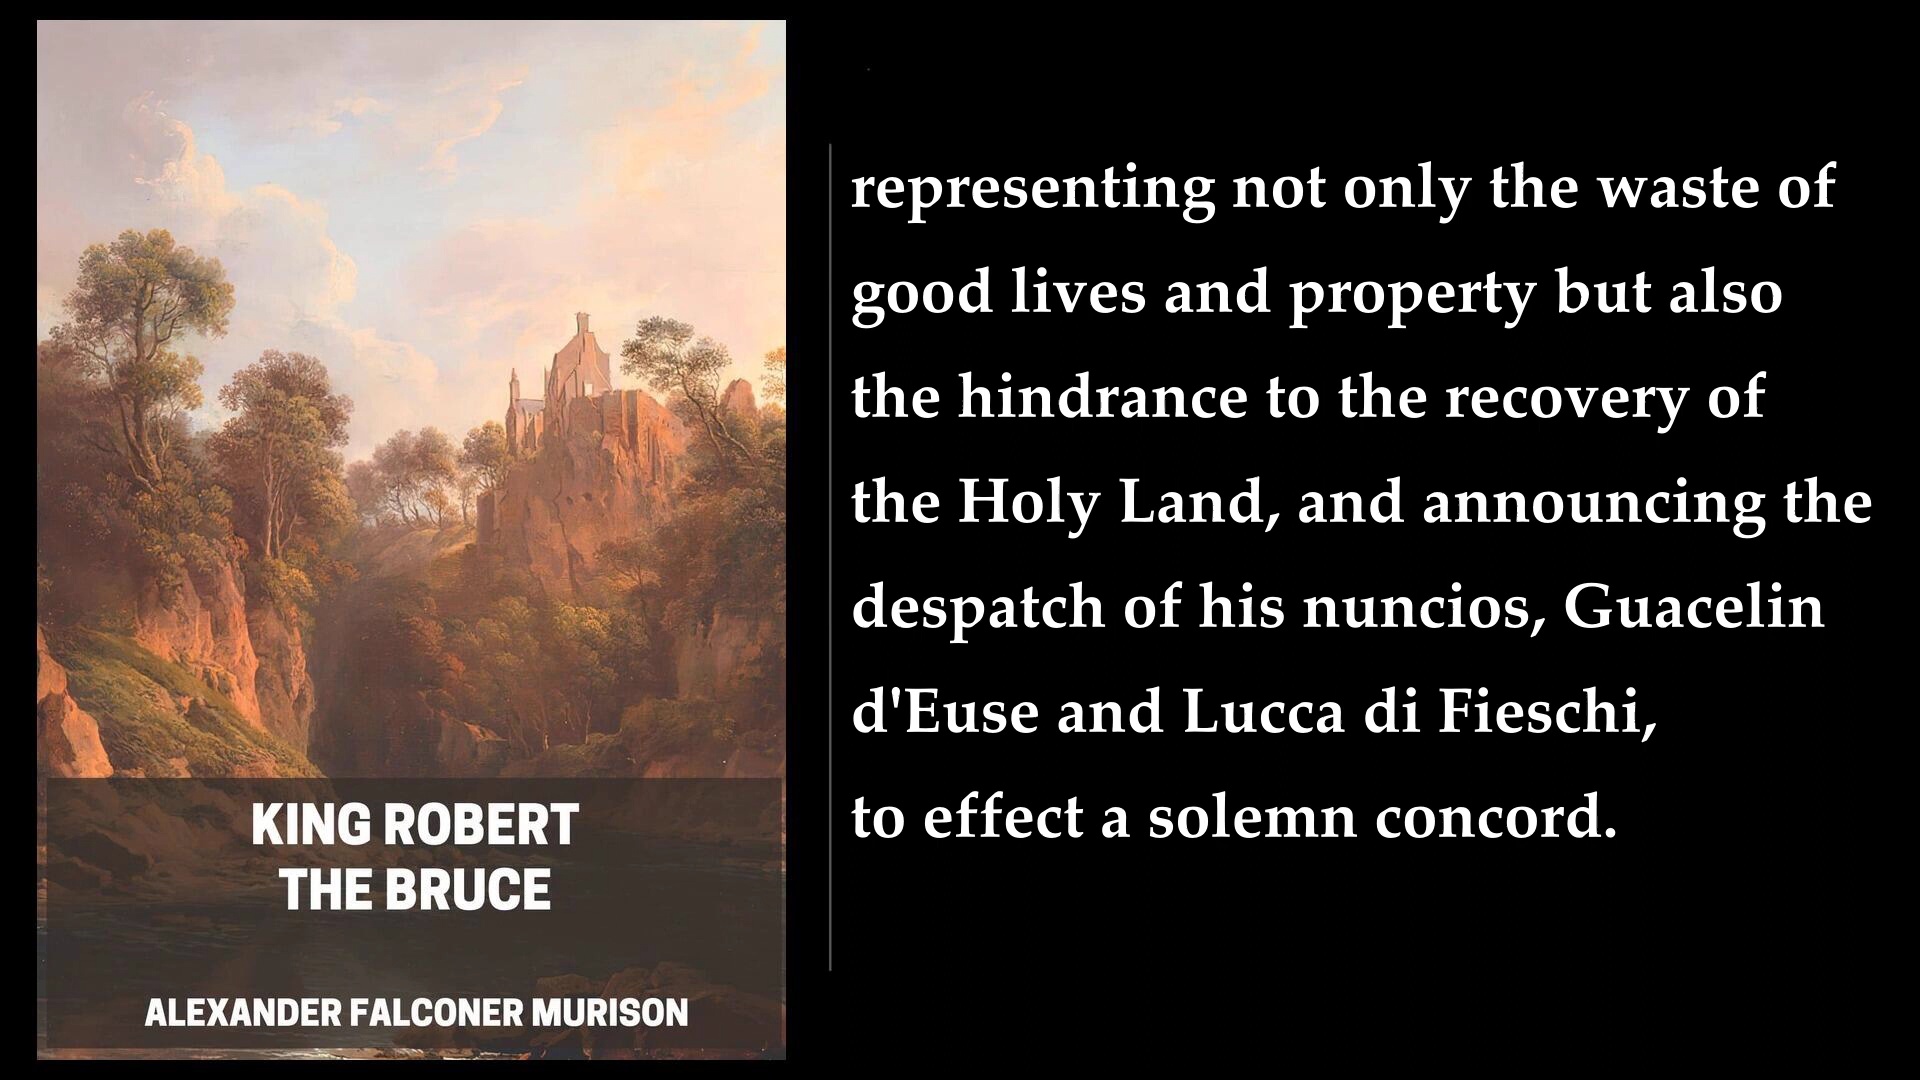 KING ROBERT
THE BRUCE
ALEXANDER FALCONER MURISON
representing not only the waste of
good lives and property but also
the hindrance to the recovery of
the Holy Land, and announcing the
despatch of his nuncios, Guacelin
d'Euse and Lucca di Fieschi,
to effect a solemn concord.